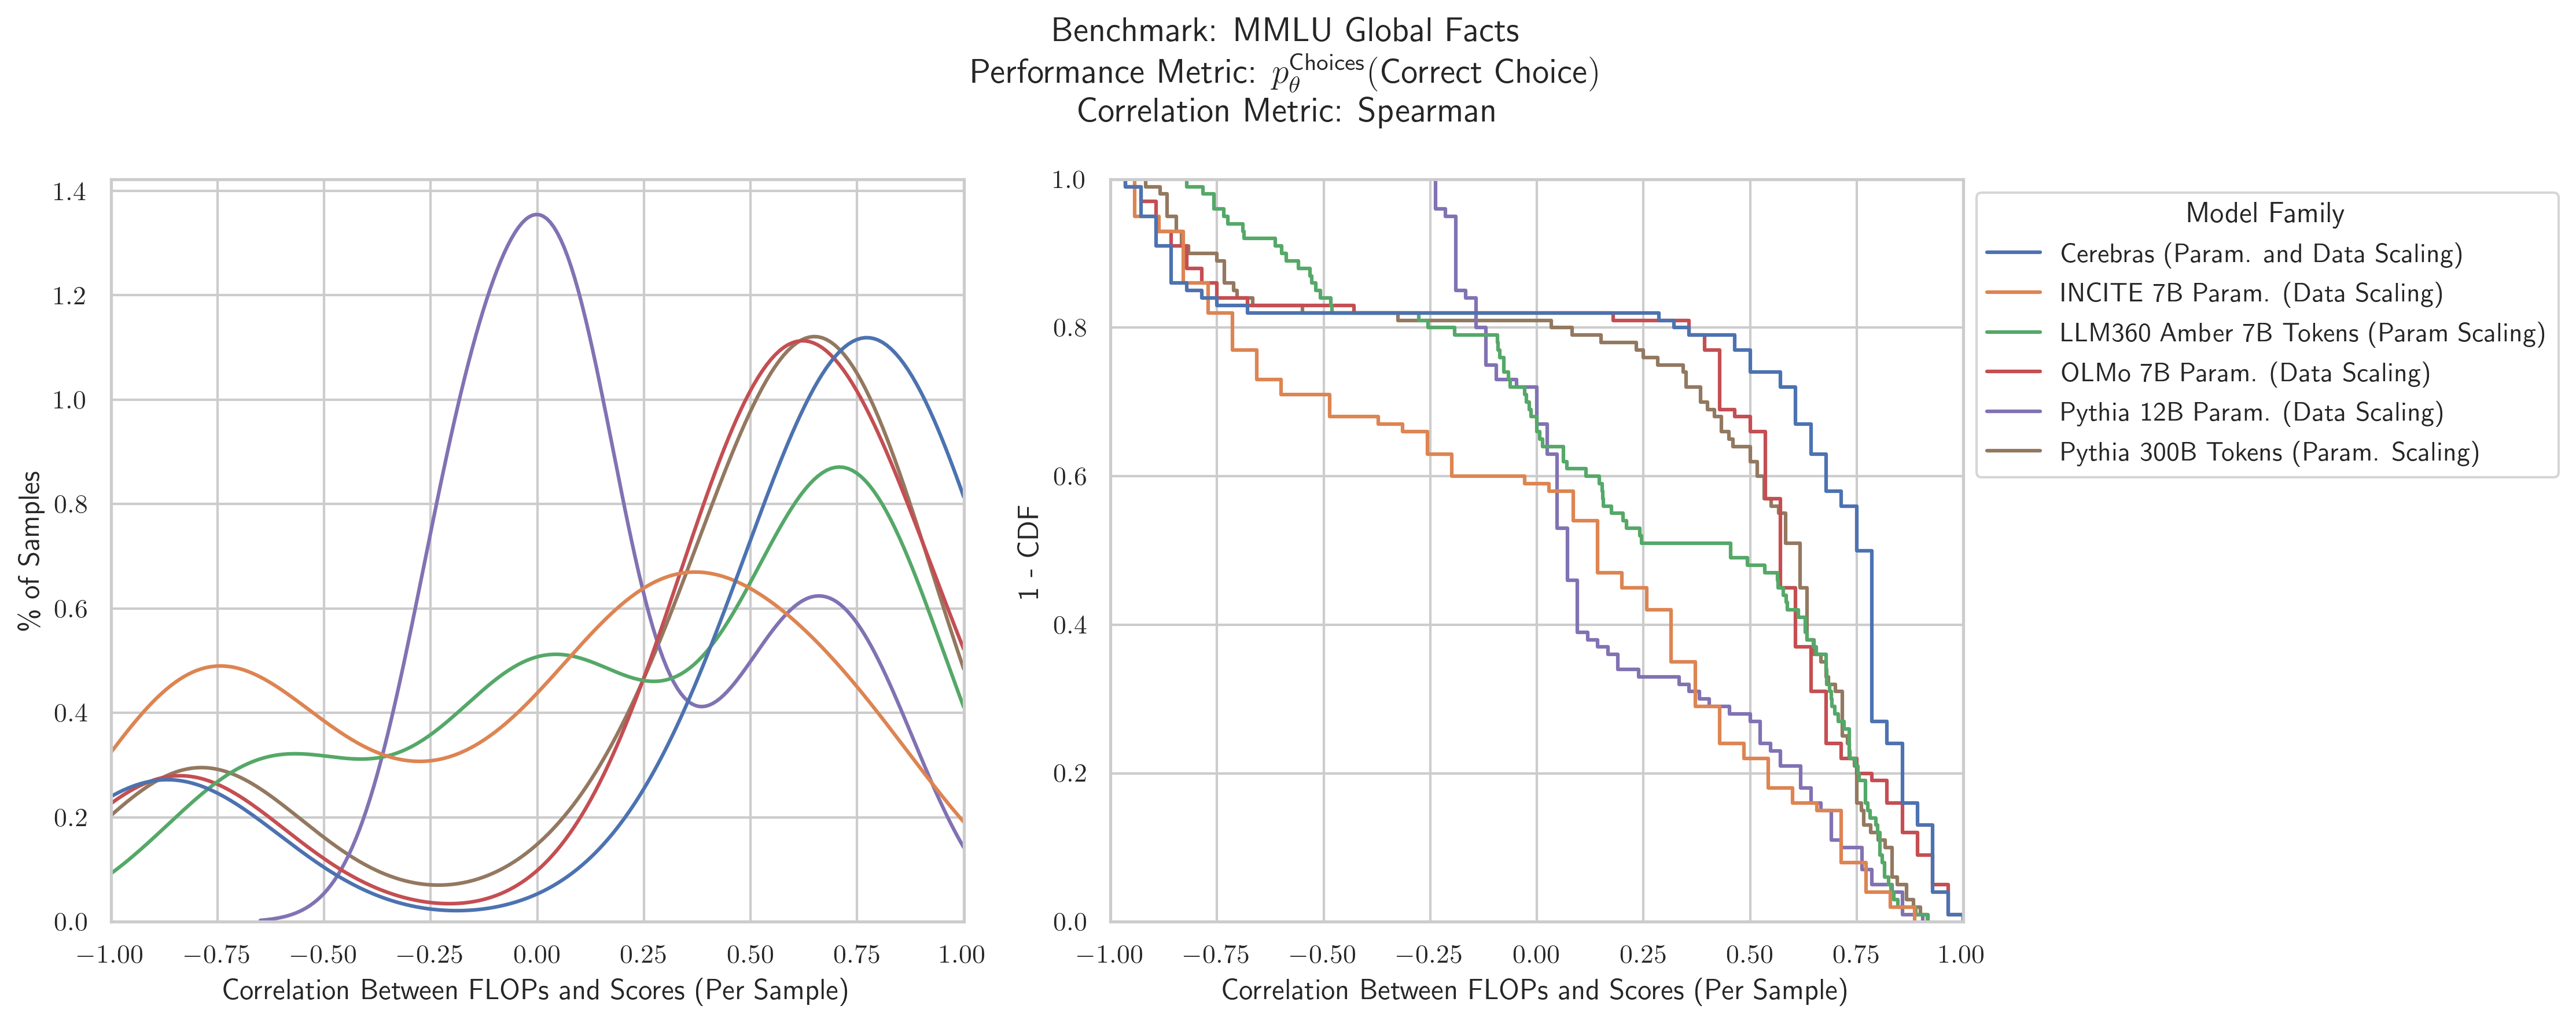 Benchmark: MMLU Global Facts
Performance Metric: $p_{\theta}^{\text{Choices}}$(Correct Choice)
Correlation Metric: Spearman
% of Samples
1.4
1.2
1.0
0.8
0.6
0.4
0.2
0.0
−1.00 −0.75 −0.50 −0.25 0.00 0.25 0.50 0.75 1.00
Correlation Between FLOPs and Scores (Per Sample)
1 - CDF
1.0
0.8
0.6
0.4
0.2
0.0
−1.00 −0.75 −0.50 −0.25 0.00 0.25 0.50 0.75 1.00
Correlation Between FLOPs and Scores (Per Sample)
Model Family
Cerebras (Param. and Data Scaling)
INCITE 7B Param. (Data Scaling)
LLM360 Amber 7B Tokens (Param Scaling)
OLMo 7B Param. (Data Scaling)
Pythia 12B Param. (Data Scaling)
Pythia 300B Tokens (Param. Scaling)